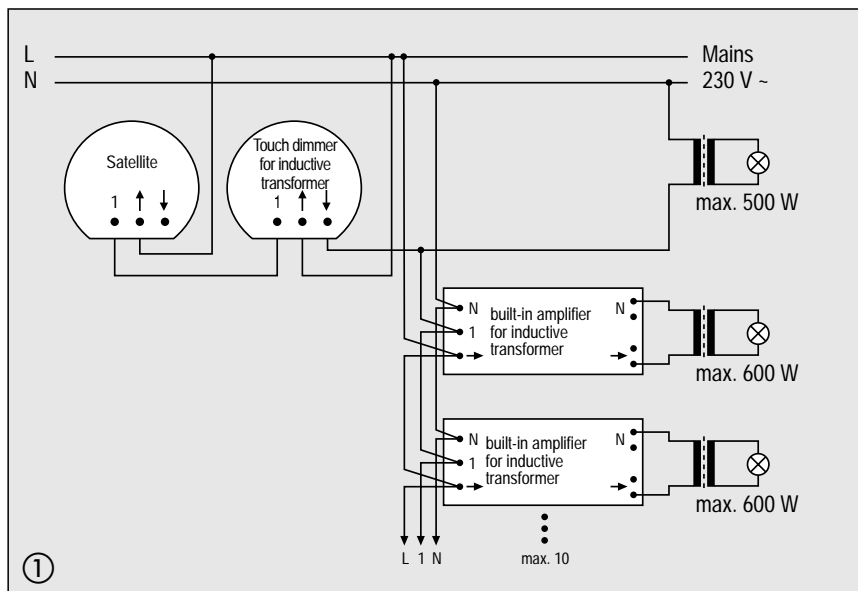 L
Mains
N
230 V ~
Satellite
1
Touch dimmer
for inductive
transformer
1
max. 500 W
N
built-in amplifier
for inductive
transformer
N
1
max. 600 W
N
built-in amplifier
for inductive
transformer
N
1
max. 600 W
L 1 N
max. 10
①